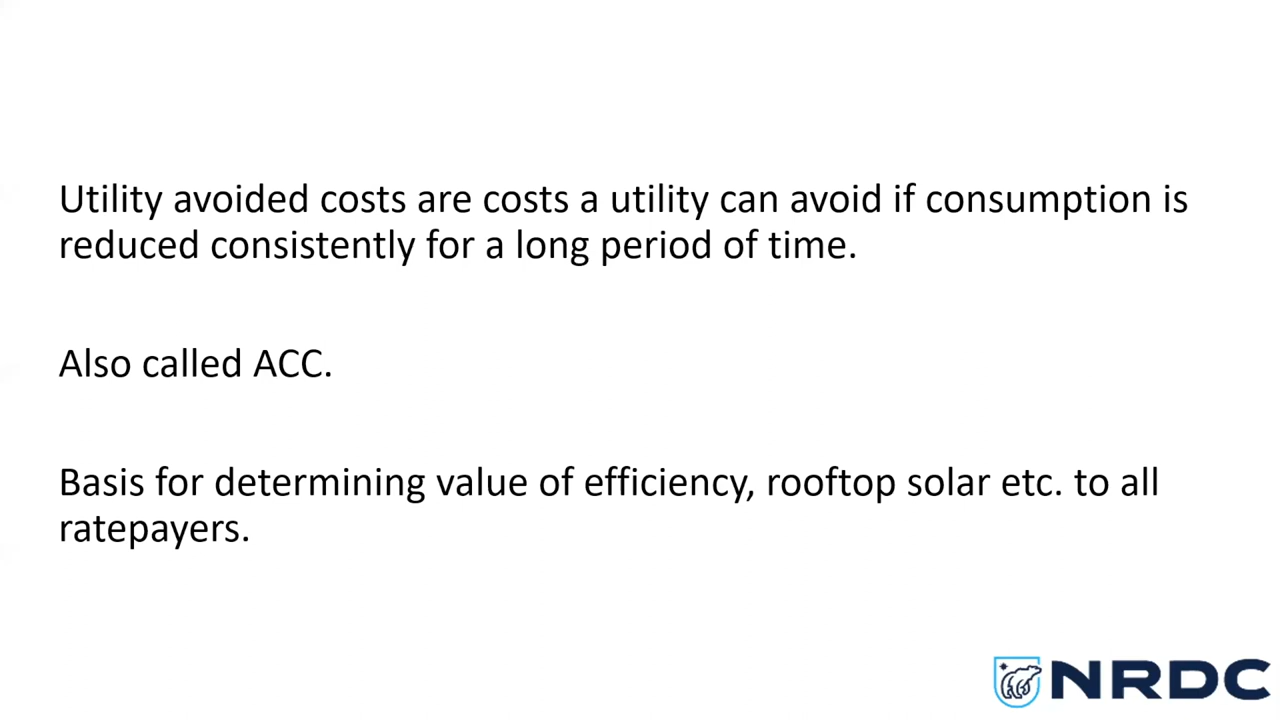 Utility avoided costs are costs a utility can avoid if consumption is
reduced consistently for a long period of time.
Also called ACC.
Basis for determining value of efficiency, rooftop solar etc. to all
ratepayers.
NRDC